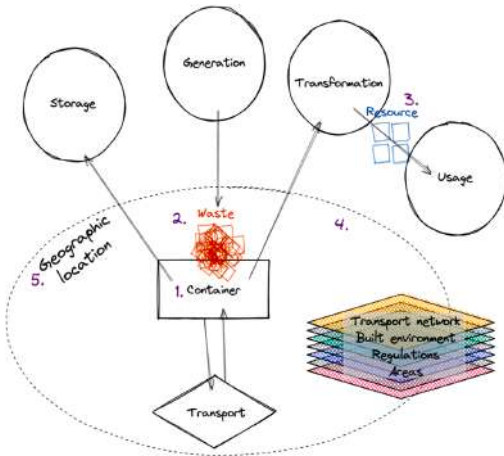 Generation
Transformation
Storage
3.
Resource
Usage
2.
Waste
4.
Geographic
location
5.
1.
Container
Transport network
Built environment
Regulations
Areas
Transport